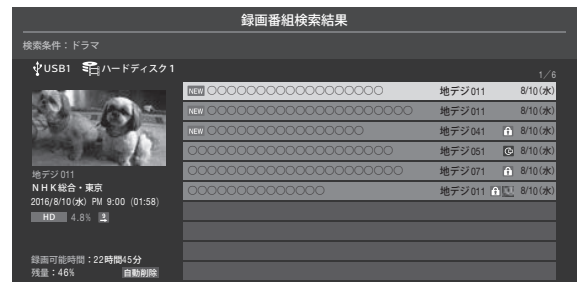 録画番組検索結果
検索条件：ドラマ
USB1 ハードディスク1
1／6
NEW ○○○○○○○○○○○○○○○○○○ 地デジ011 8/10(水)
NEW ○○○○○○○○○○○○○○○○○○○○○ 地デジ011 8/10(水)
NEW ○○○○○○○○○○○○○○○○ 地デジ041 8/10(水)
○○○○○○○○○○○○○○○○○○○○○ 地デジ051 8/10(水)
○○○○○○○○○○○○○○○○○○○○○○ 地デジ071 8/10(水)
○○○○○○○○○○○○○○ 地デジ011 8/10(水)
地デジ011
NHK総合・東京
2016/8/10(水) PM 9:00 (01:58)
HD 4.8%
録画可能時間：22時間45分
残量：46% 自動削除